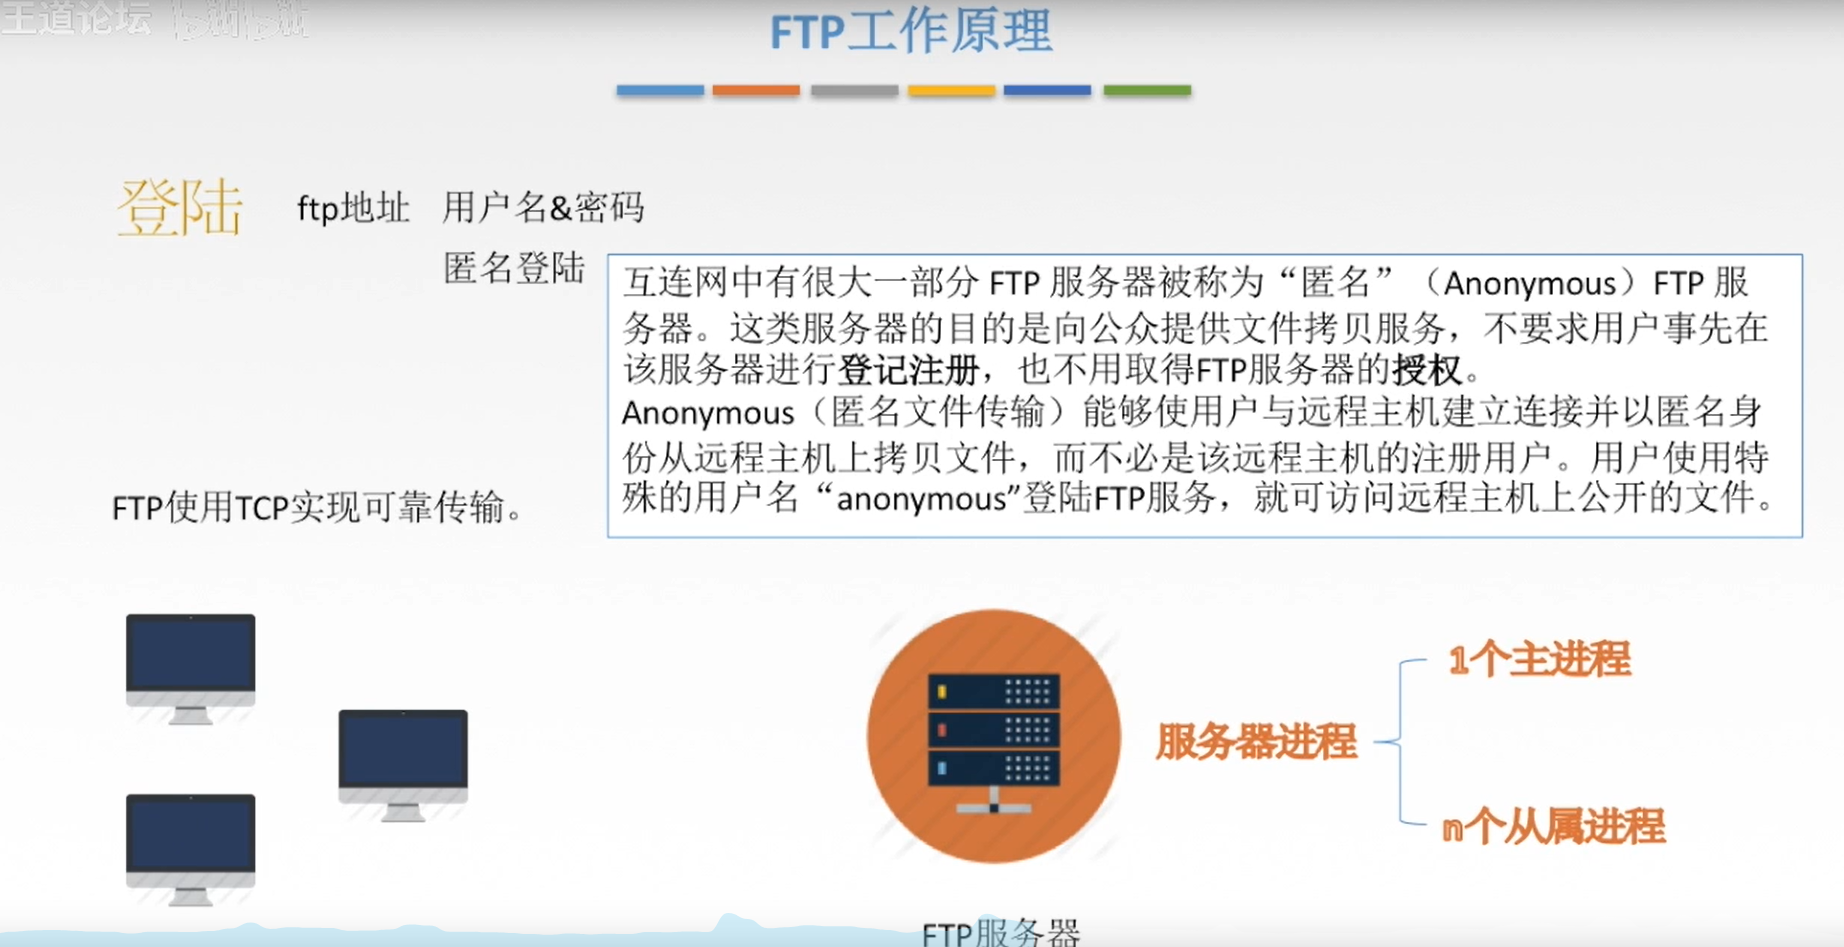 王道论坛 bilibili
FTP工作原理
登陆 ftp地址 用户名&密码
匿名登陆
互连网中有很大一部分 FTP 服务器被称为“匿名”（Anonymous）FTP 服
务器。这类服务器的目的是向公众提供文件拷贝服务，不要求用户事先在
该服务器进行登记注册，也不用取得FTP服务器的授权。
Anonymous（匿名文件传输）能够使用户与远程主机建立连接并以匿名身
份从远程主机上拷贝文件，而不必是该远程主机的注册用户。用户使用特
殊的用户名“anonymous”登陆FTP服务，就可访问远程主机上公开的文件。
FTP使用TCP实现可靠传输。
1个主进程
服务器进程
n个从属进程
FTP服务器